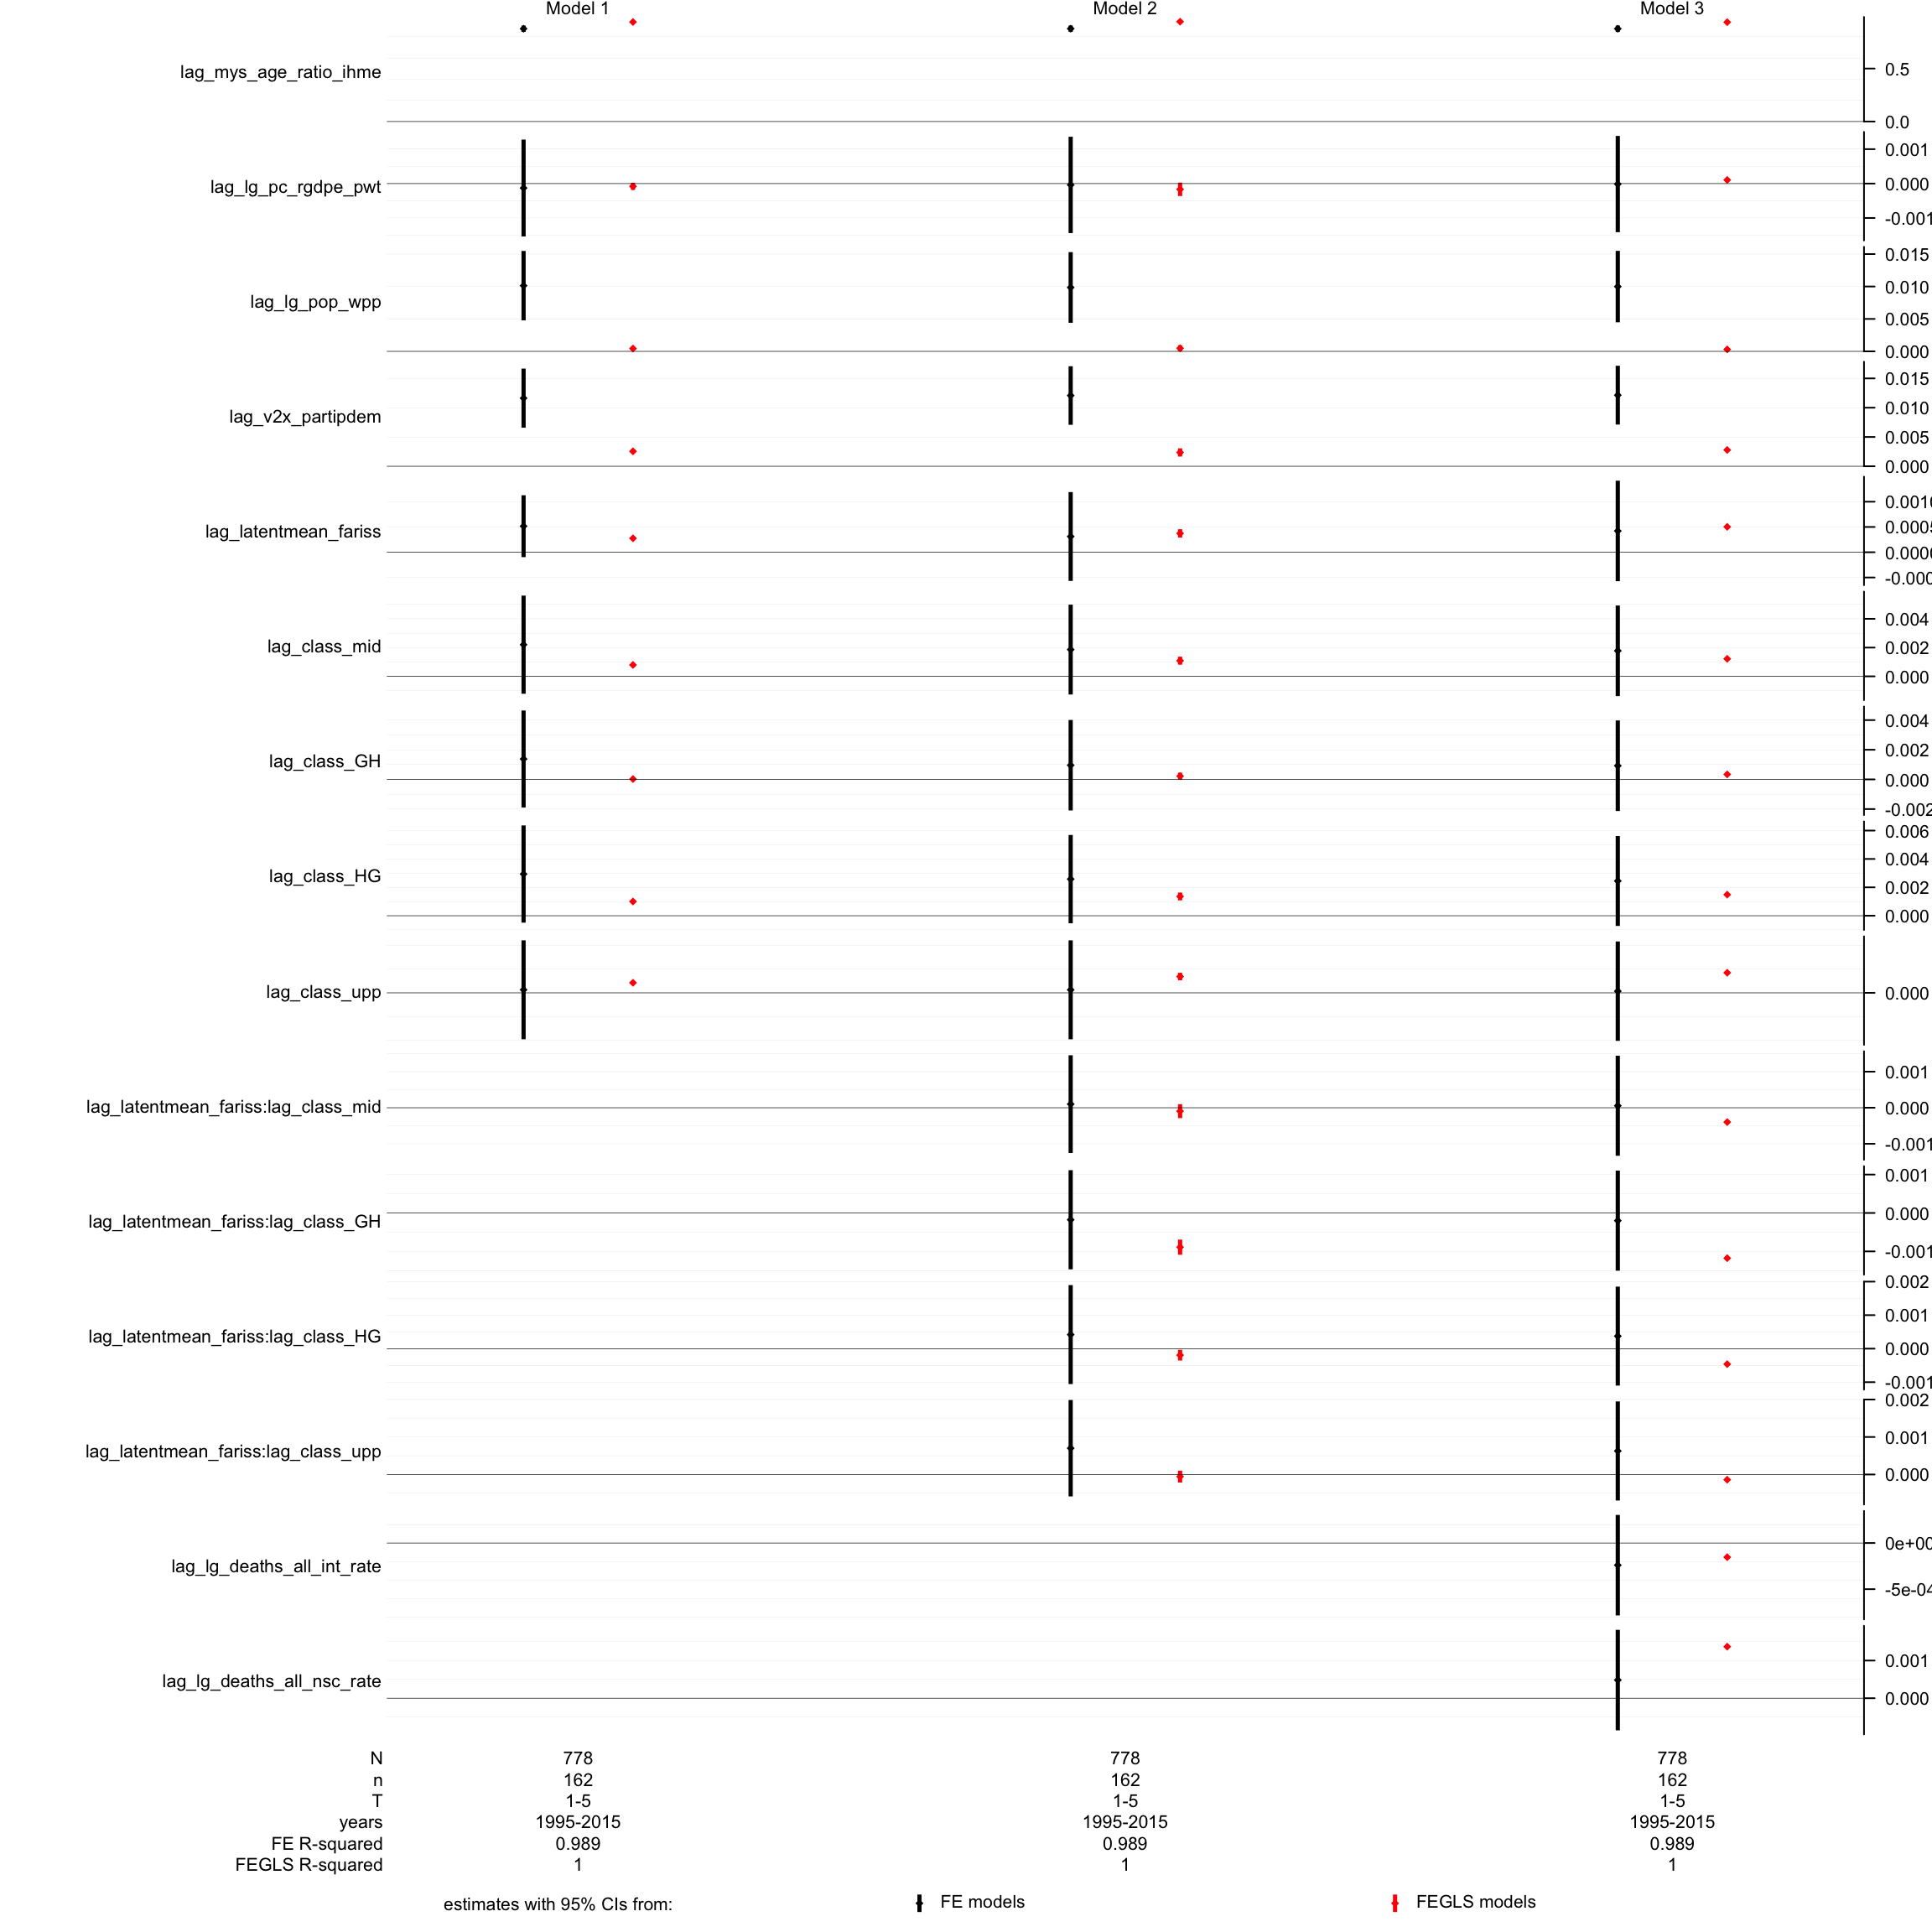 Model 1 Model 2 Model 3
lag_mys_age_ratio_ihme
0.5
0.0
lag_lg_pc_rgdpe_pwt
0.001
0.000
-0.001
lag_lg_pop_wpp
0.015
0.010
0.005
0.000
lag_v2x_partipdem
0.015
0.010
0.005
0.000
lag_latentmean_fariss
lag_class_mid
0.004
0.002
0.000
lag_class_GH
0.004
0.002
0.000
-0.002
lag_class_HG
0.006
0.004
0.002
0.000
lag_class_upp
0.000
lag_latentmean_fariss:lag_class_mid
0.001
0.000
-0.001
lag_latentmean_fariss:lag_class_GH
0.001
0.000
-0.001
lag_latentmean_fariss:lag_class_HG
0.002
0.001
0.000
-0.001
lag_latentmean_fariss:lag_class_upp
0.002
0.001
0.000
lag_lg_deaths_all_int_rate
0e+00
-5e-04
lag_lg_deaths_all_nsc_rate
0.001
0.000
N 778 778 778
n 162 162 162
T 1-5 1-5 1-5
years 1995-2015 1995-2015 1995-2015
FE R-squared 0.989 0.989 0.989
FEGLS R-squared 1 1 1
estimates with 95% CIs from: FE models FEGLS models